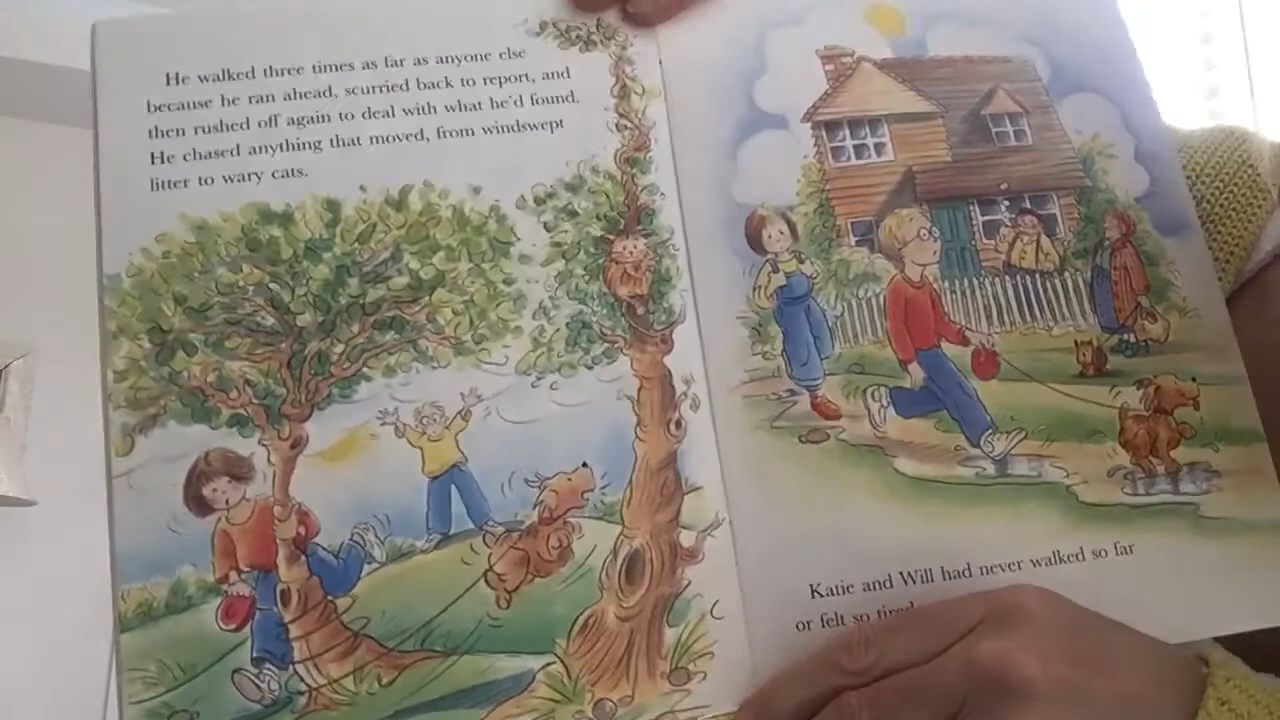 He walked three times as far as anyone else
because he ran ahead, scurried back to report, and
then rushed off again to deal with what he'd found.
He chased anything that moved, from windswept
litter to wary cats.
Katie and Will had never walked so far
or felt so tired